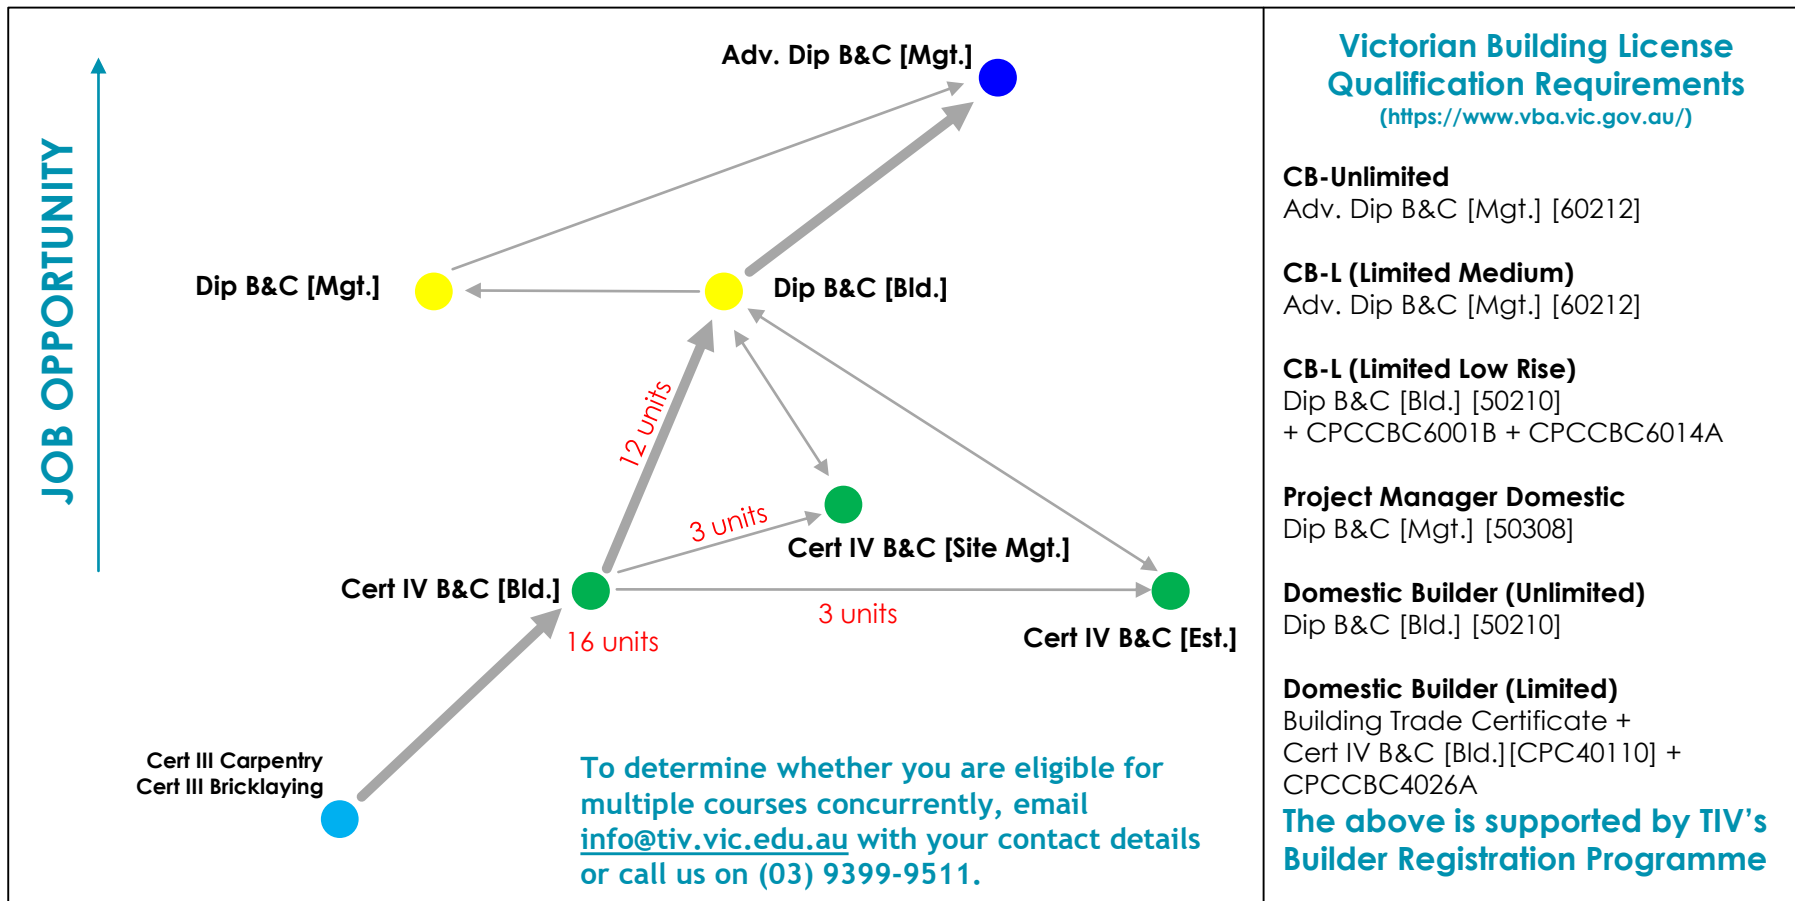 JOB OPPORTUNITY
Adv. Dip B&C [Mgt.]
Dip B&C [Mgt.]
Dip B&C [Bld.]
12 units
3 units
Cert IV B&C [Site Mgt.]
Cert IV B&C [Bld.]
16 units
3 units
Cert IV B&C [Est.]
Cert III Carpentry
Cert III Bricklaying
To determine whether you are eligible for
multiple courses concurrently, email
info@tiv.vic.edu.au with your contact details
or call us on (03) 9399-9511.
Victorian Building License
Qualification Requirements
(https://www.vba.vic.gov.au/)
CB-Unlimited
Adv. Dip B&C [Mgt.] [60212]
CB-L (Limited Medium)
Adv. Dip B&C [Mgt.] [60212]
CB-L (Limited Low Rise)
Dip B&C [Bld.] [50210]
+ CPCCBC6001B + CPCCBC6014A
Project Manager Domestic
Dip B&C [Mgt.] [50308]
Domestic Builder (Unlimited)
Dip B&C [Bld.] [50210]
Domestic Builder (Limited)
Building Trade Certificate +
Cert IV B&C [Bld.][CPC40110] +
CPCCBC4026A
The above is supported by TIV's
Builder Registration Programme